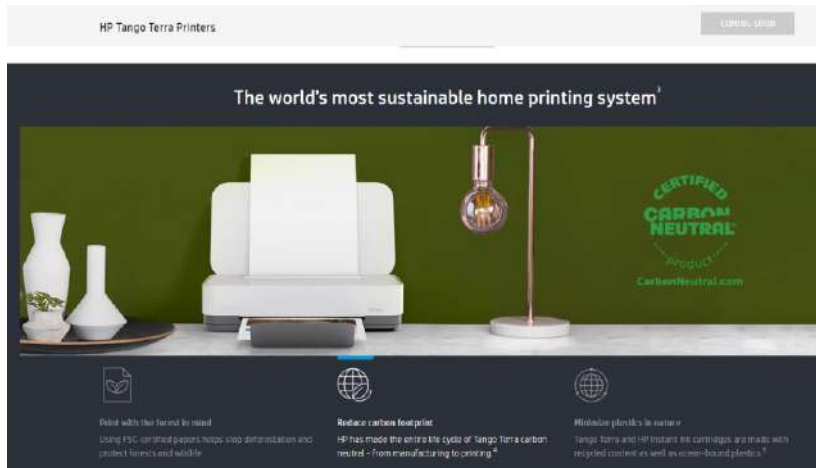 HP Tango Terra Printers
COMING SOON
The world's most sustainable home printing system³
CERTIFIED
CARBON
NEUTRAL
product
CarbonNeutral.com
Print with the forest in mind
Using FSC certified papers helps stop deforestation and
protect forests and wildlife
Reduce carbon footprint
HP has made the entire life cycle of Tango Terra carbon
neutral - from manufacturing to printing.⁴
Minimize plastics in nature
Tango Terra and HP Instant Ink cartridges are made with
recycled content as well as ocean-bound plastics.